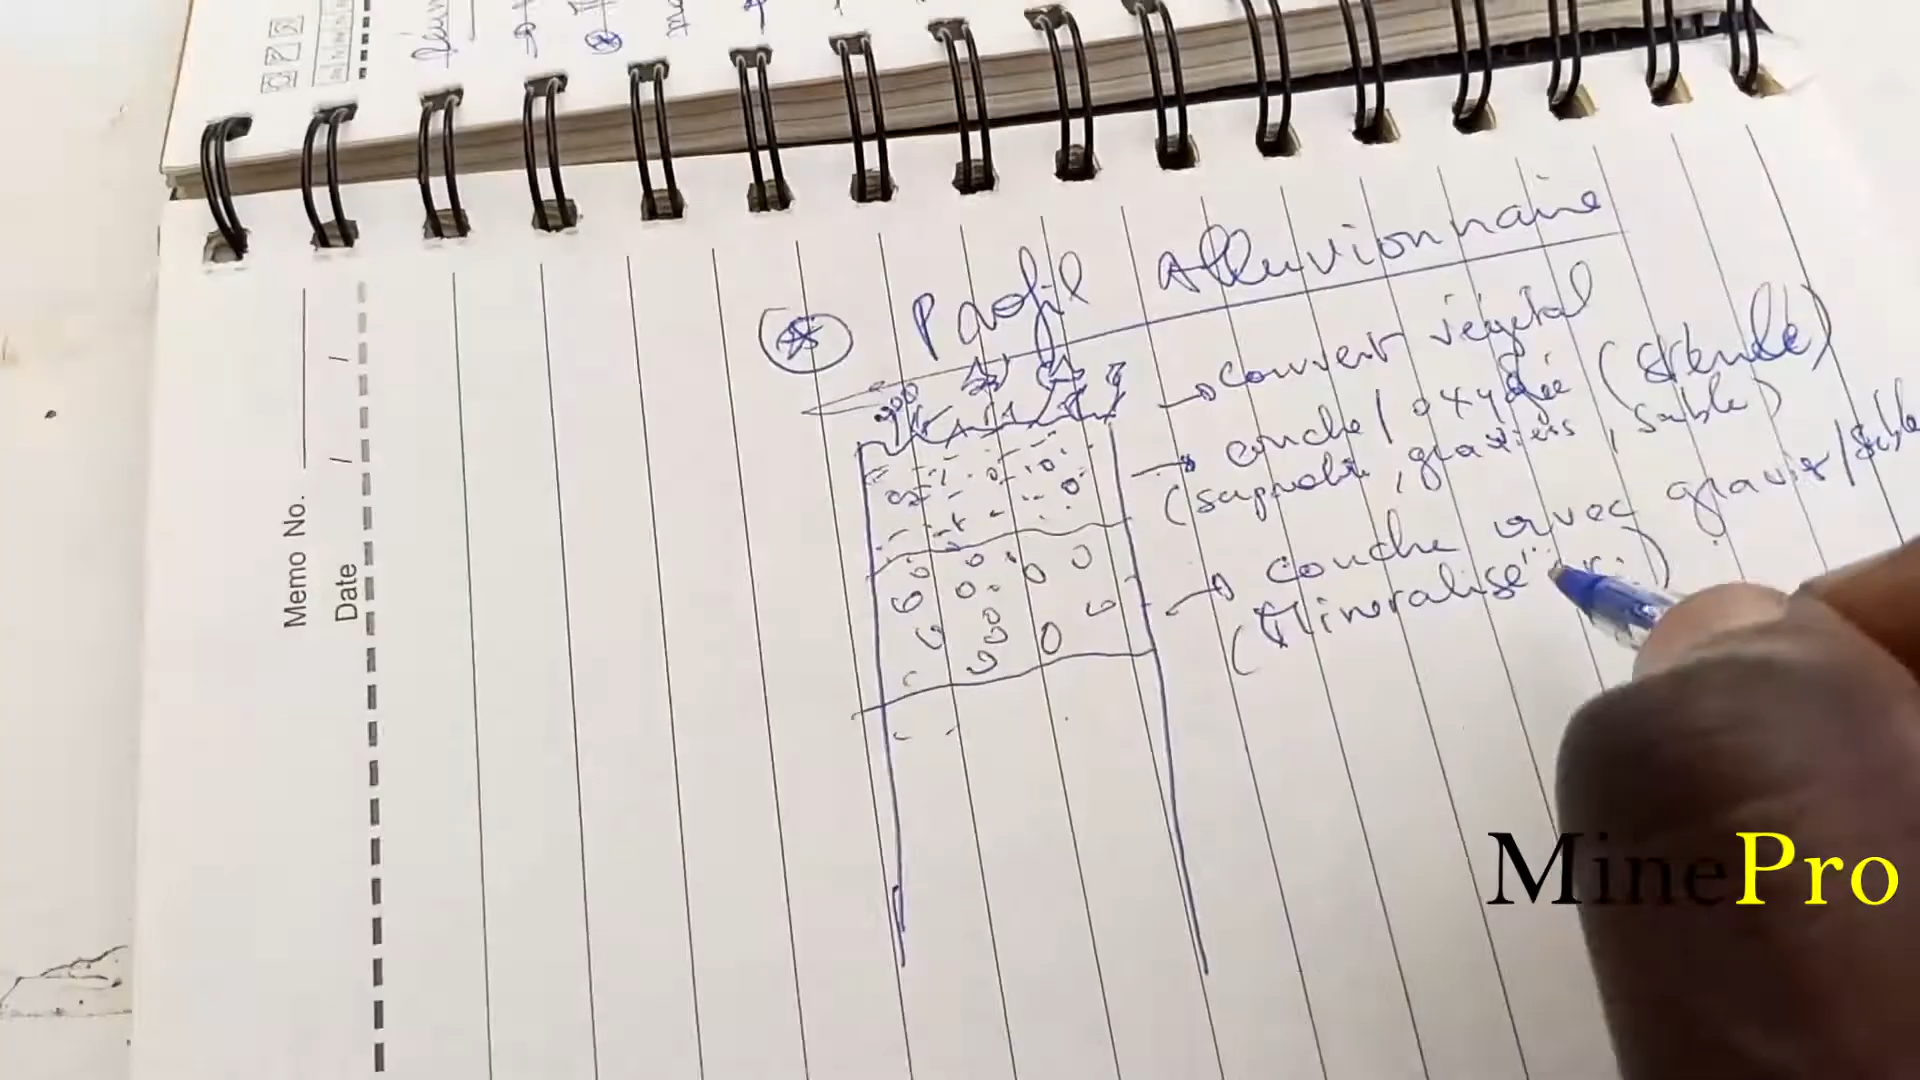 Profil Alluvionnaire
couvert végétal
couche oxydée (Stérile)
(saprolite, graviers, sable)
couche avec gravier/sable
(Minéralisé
Memo No.
Date / /
MinePro